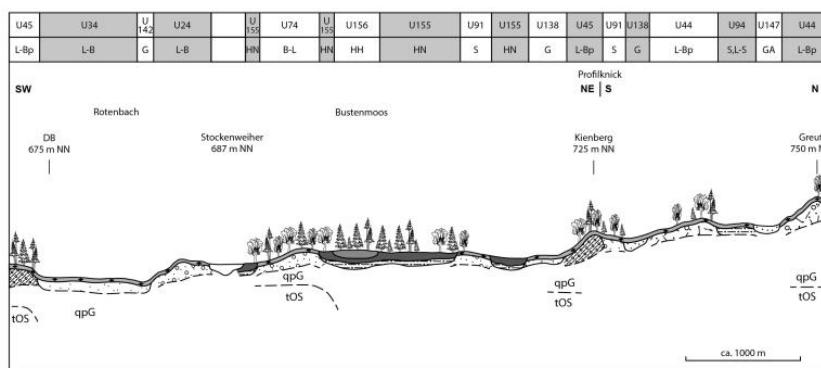 U45 U34 U 142 U24 U 155 U74 U 155 U156 U155 U91 U155 U138 U45 U91 U138 U44 U94 U147 U44
L-Bp L-B G L-B HN B-L HN HH HN S HN G L-Bp S G L-Bp S,L-S GA L-Bp
Profilknick
SW NE S N
Rotenbach Bustenmoos
DB Stockenweiher Kienberg Greut
675 m NN 687 m NN 725 m NN 750 m
qpG qpG qpG
tOS qpG tOS tOS tOS
ca. 1000 m